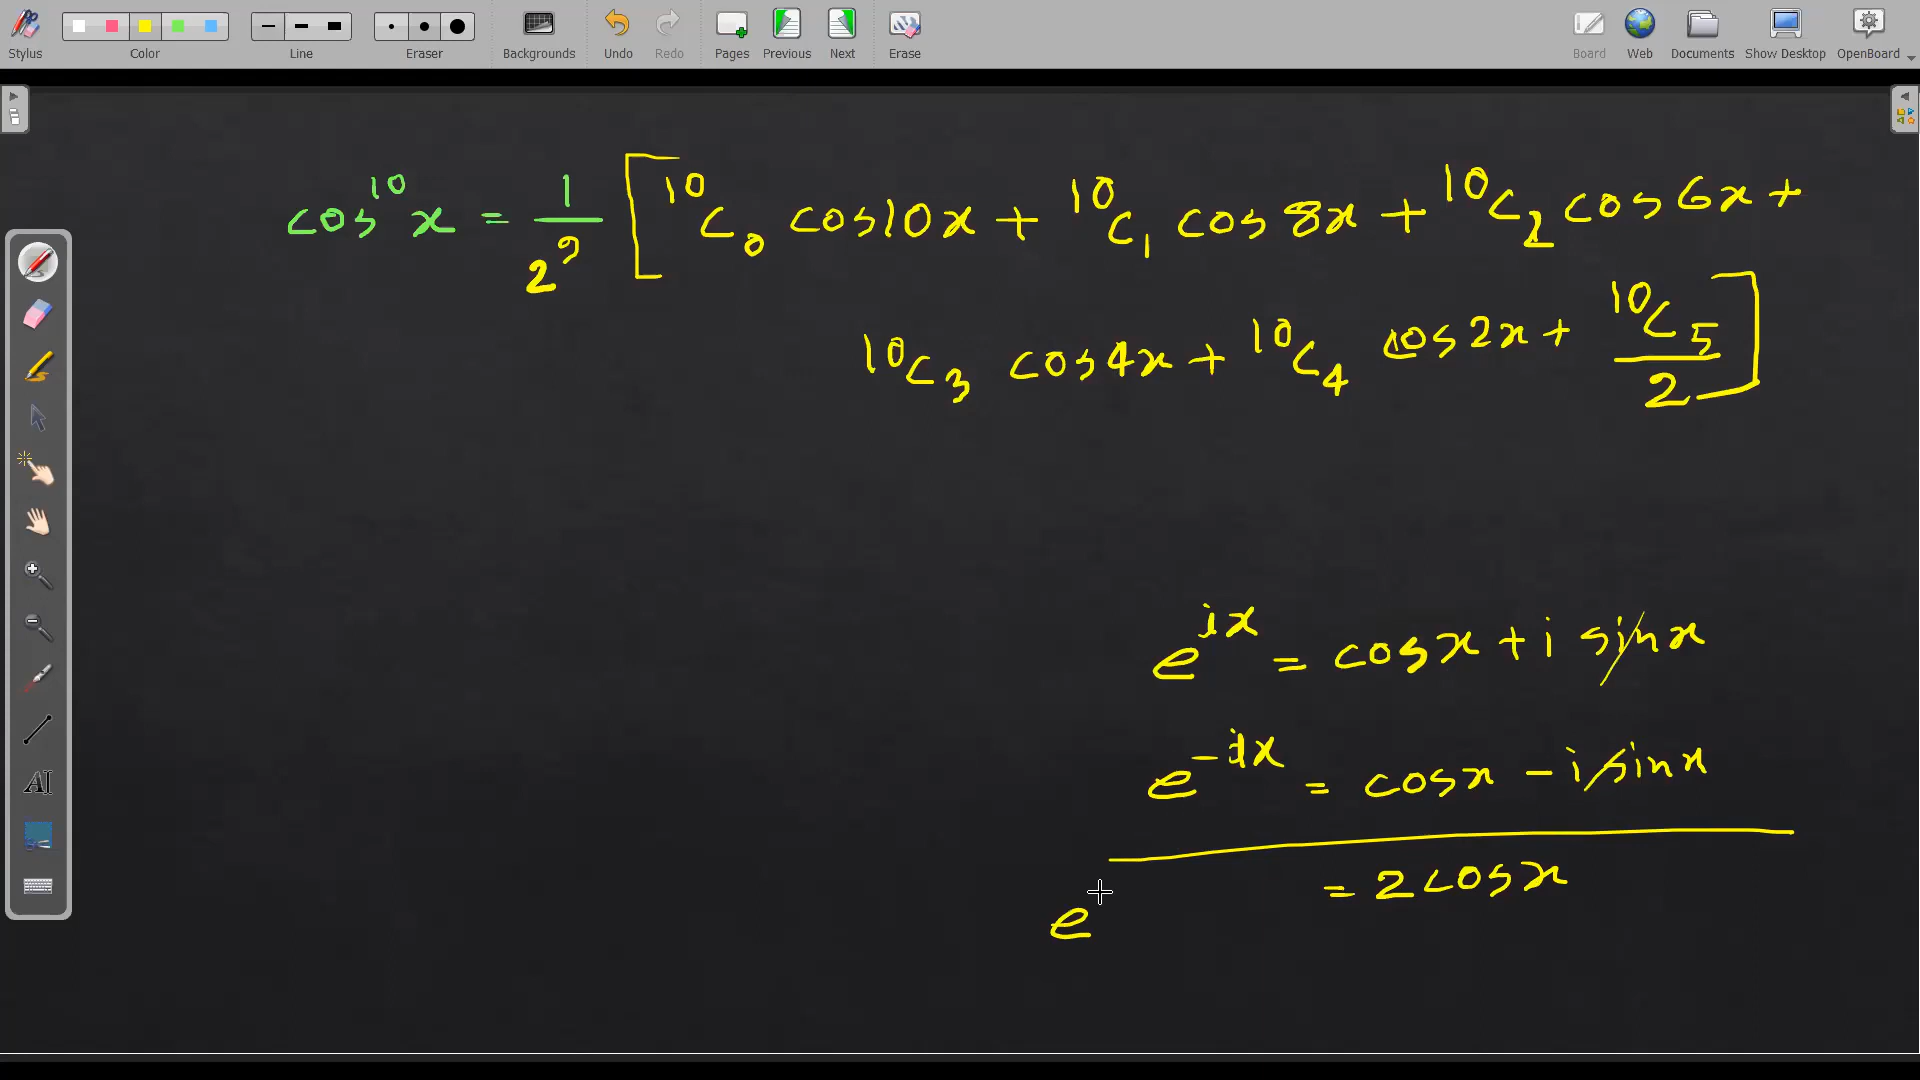 Stylus Color Line Eraser Backgrounds Undo Redo Pages Previous Next Erase Board Web Documents Show Desktop OpenBoard
cos¹⁰x = 1/2⁹ [ ¹⁰C₀ cos10x + ¹⁰C₁ cos8x + ¹⁰C₂ cos6x +
¹⁰C₃ cos4x + ¹⁰C₄ cos2x + ¹⁰C₅/2 ]
e^ix = cosx + i sinx
e^-ix = cosx - i sinx
e = 2cosx
AI